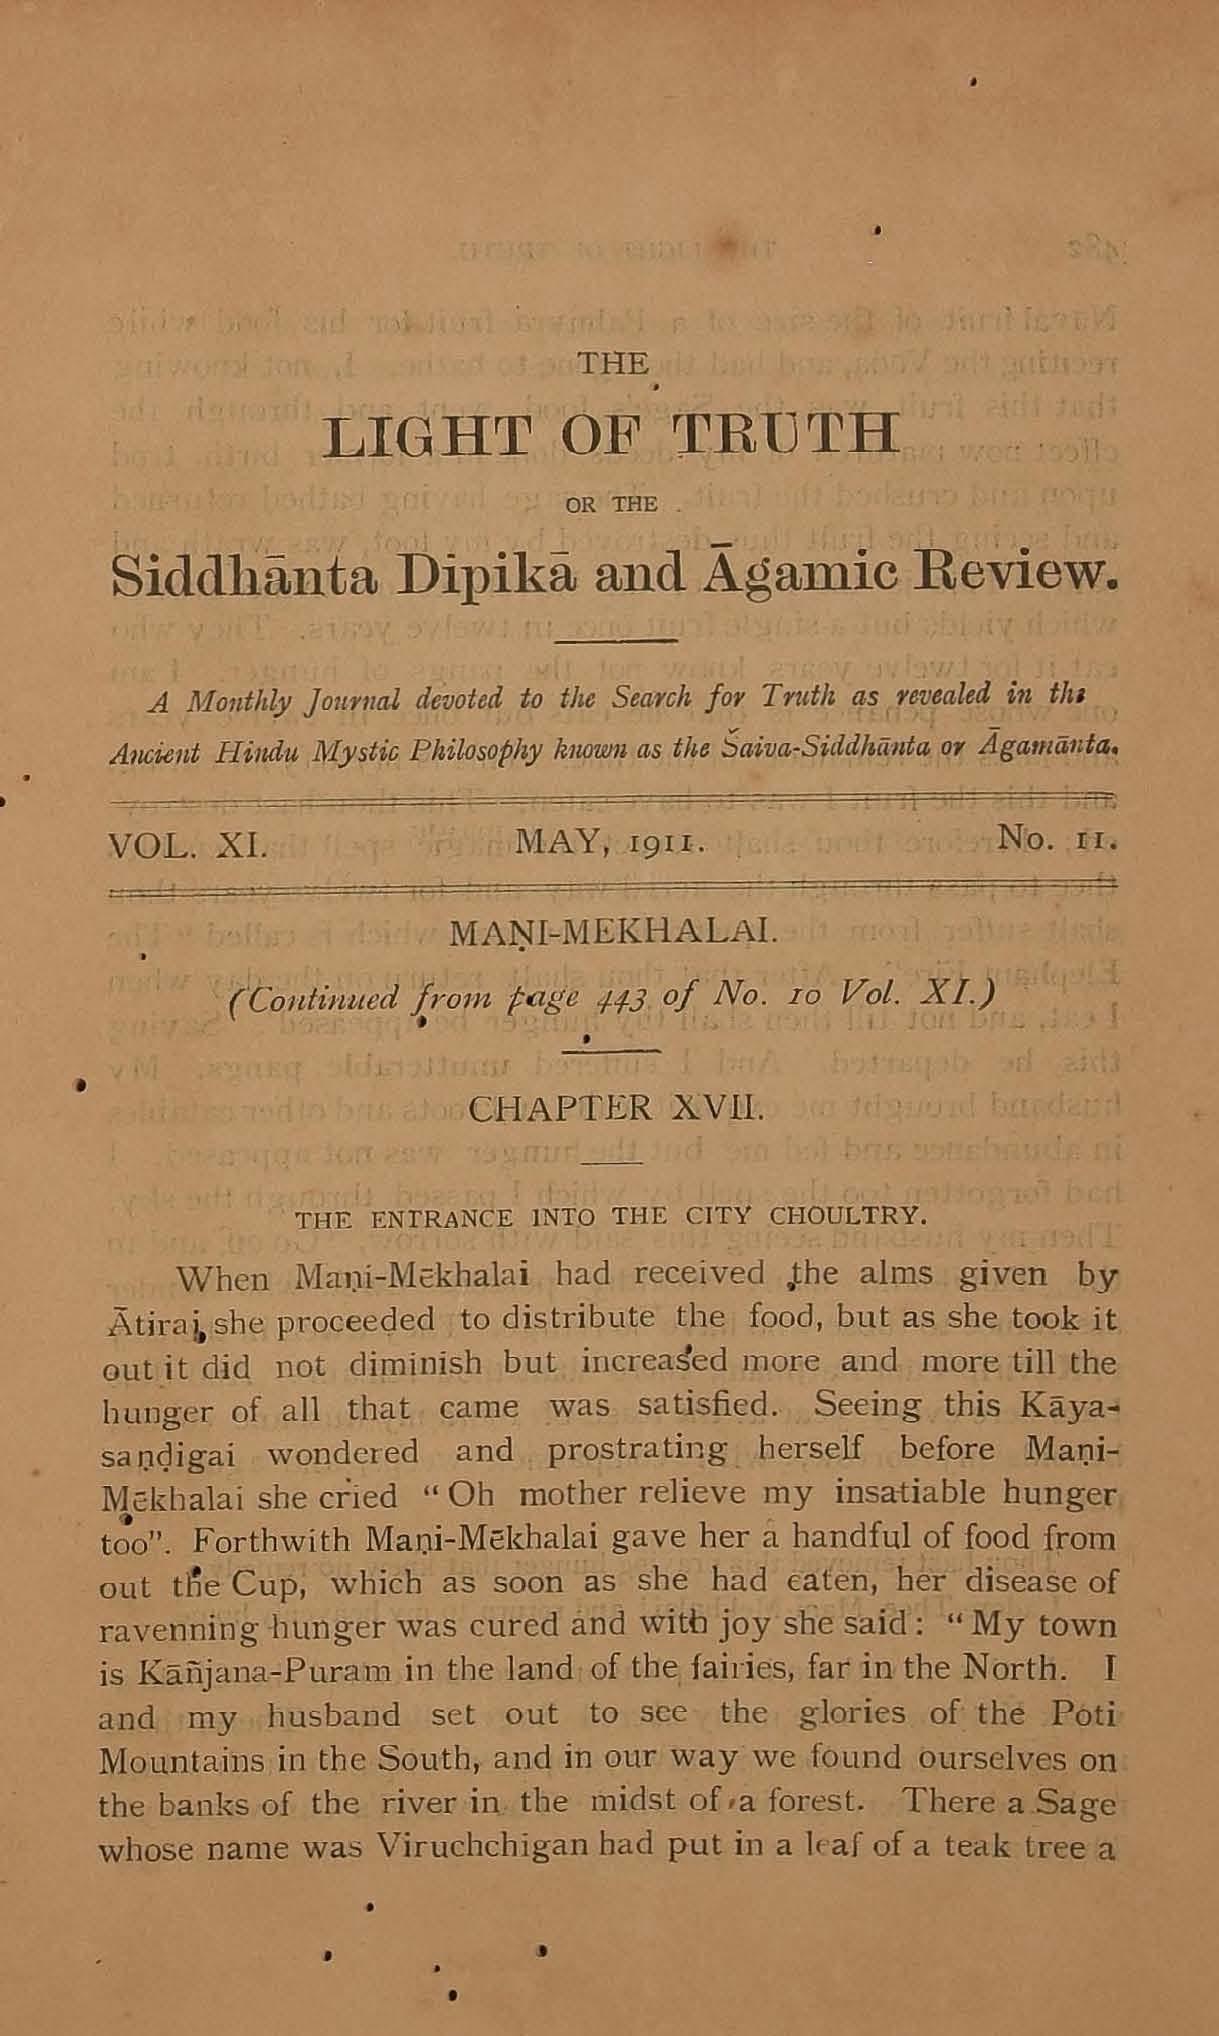 THE
LIGHT OF TRUTH
OR THE
Siddhānta Dipikā and Āgamic Review.
A Monthly Journal devoted to the Search for Truth as revealed in the
Ancient Hindu Mystic Philosophy known as the Šaiva-Siddhānta or Āgamānta.
VOL. XI. MAY, 1911. No. 11.
MAṆI-MEKHALAI.
(Continued from page 443 of No. 10 Vol. XI.)
CHAPTER XVII.
THE ENTRANCE INTO THE CITY CHOULTRY.
When Maṇi-Mēkhalai had received the alms given by
Ātirai, she proceeded to distribute the food, but as she took it
out it did not diminish but increased more and more till the
hunger of all that came was satisfied. Seeing this Kāya-
saṇḍigai wondered and prostrating herself before Maṇi-
Mēkhalai she cried “Oh mother relieve my insatiable hunger
too”. Forthwith Maṇi-Mēkhalai gave her a handful of food from
out the Cup, which as soon as she had eaten, her disease of
ravenning hunger was cured and with joy she said: “My town
is Kāñjana-Puram in the land of the fairies, far in the North. I
and my husband set out to see the glories of the Poti
Mountains in the South, and in our way we found ourselves on
the banks of the river in the midst of a forest. There a Sage
whose name was Viruchchigan had put in a leaf of a teak tree a